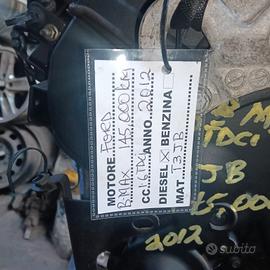 MOTORE. FORD
B.MAX 145.000 KM
CC. 1.6 TDCI ANNO. 2012
DIESEL X BENZINA
MAT. T3JB
TDCI
JB
2012
subito